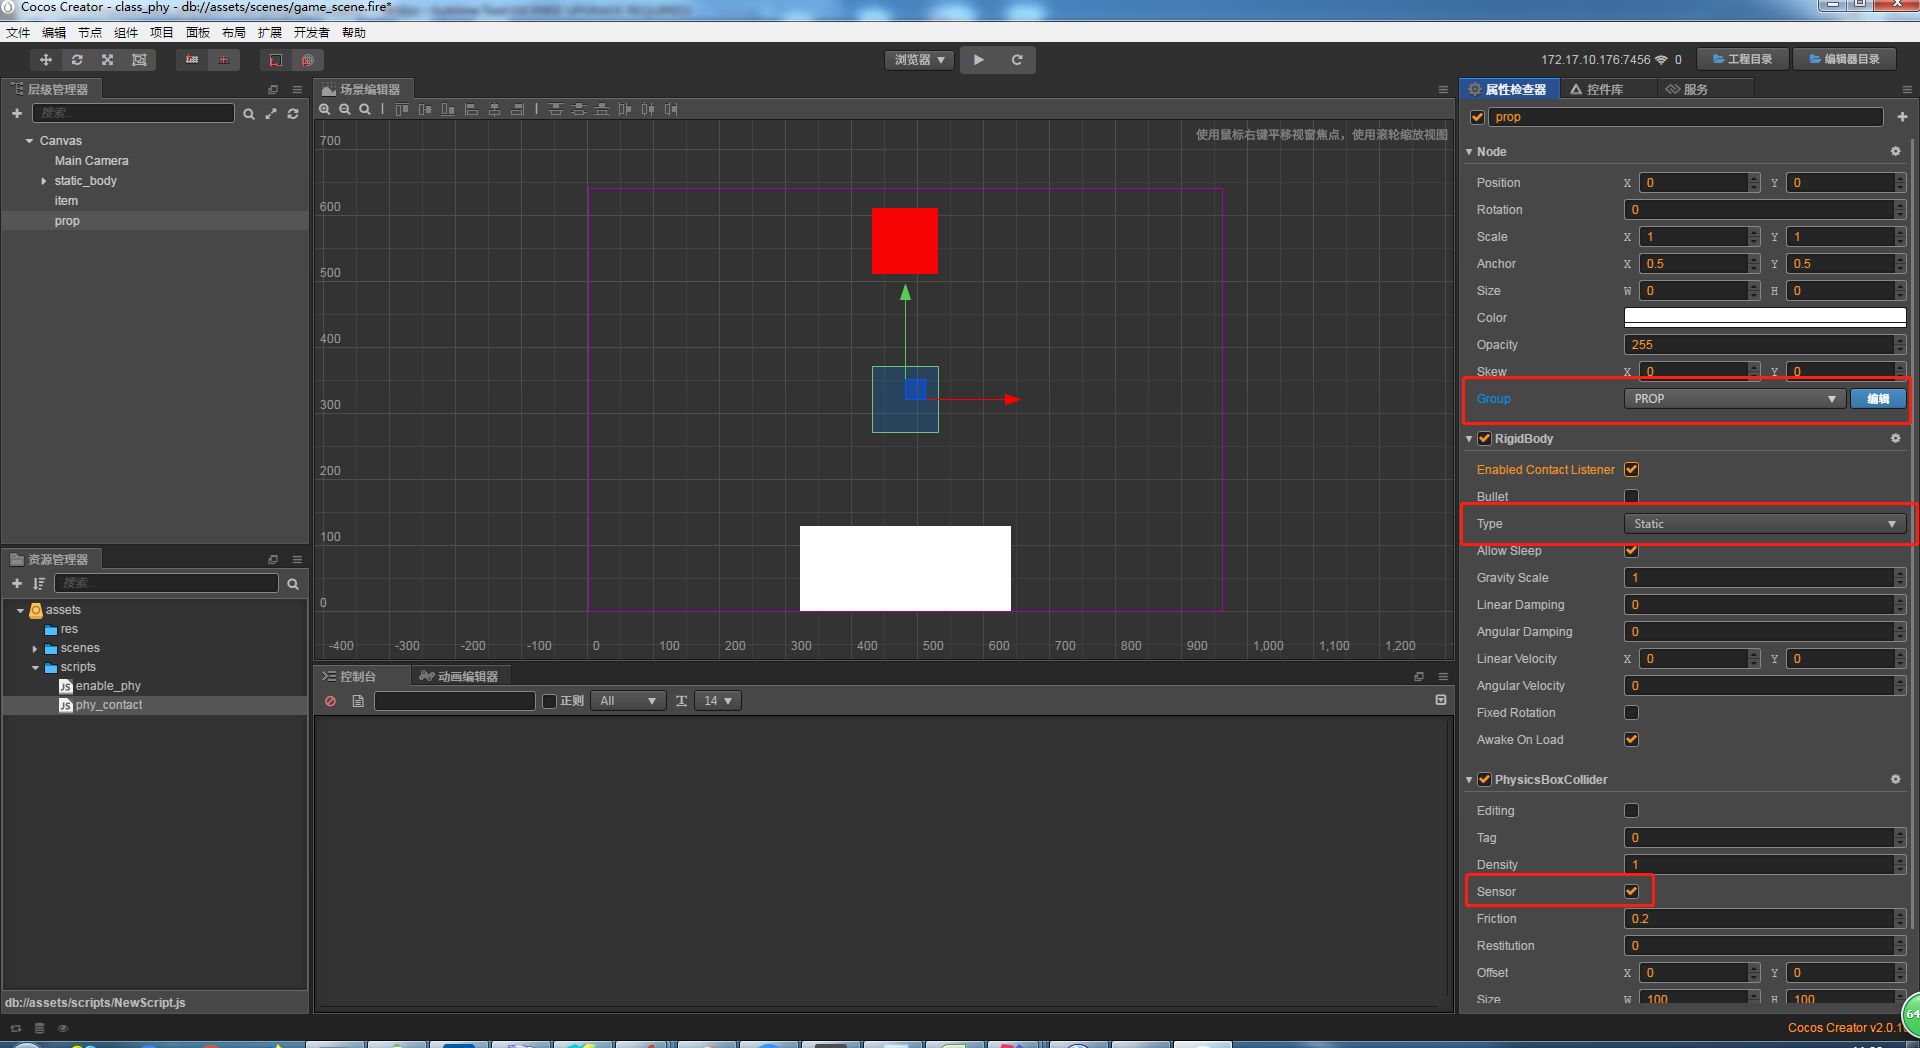 Cocos Creator - class_phy - db://assets/scenes/game_scene.fire*
文件 编辑 节点 组件 项目 面板 布局 扩展 开发者 帮助
浏览器
172.17.10.176:7456 0
工程目录
编辑器目录
层级管理器
搜索...
Canvas
Main Camera
static_body
item
prop
资源管理器
搜索...
assets
res
scenes
scripts
JS enable_phy
JS phy_contact
db://assets/scripts/NewScript.js
场景编辑器
使用鼠标右键平移视窗焦点，使用滚轮缩放视图
700
600
500
400
300
200
100
0
-400 -300 -200 -100 0 100 200 300 400 500 600 700 800 900 1,000 1,100 1,200
控制台 动画编辑器
正则 All 14
属性检查器 控件库 服务
prop
Node
Position X 0 Y 0
Rotation 0
Scale X 1 Y 1
Anchor X 0.5 Y 0.5
Size W 0 H 0
Color
Opacity 255
Skew X 0 Y 0
Group PROP 编辑
RigidBody
Enabled Contact Listener
Bullet
Type Static
Allow Sleep
Gravity Scale 1
Linear Damping 0
Angular Damping 0
Linear Velocity X 0 Y 0
Angular Velocity 0
Fixed Rotation
Awake On Load
PhysicsBoxCollider
Editing
Tag 0
Density 1
Sensor
Friction 0.2
Restitution 0
Offset X 0 Y 0
Size W 100 H 100
64
Cocos Creator v2.0.1